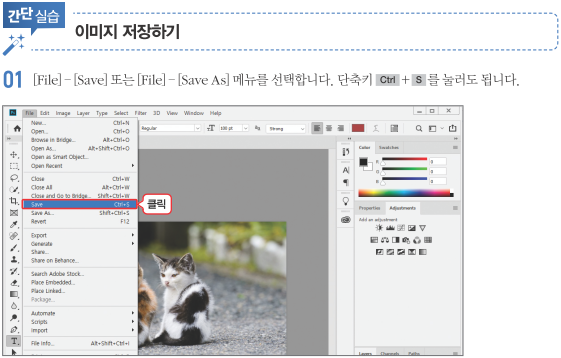 간단 실습
이미지 저장하기
01 [File] – [Save] 또는 [File] – [Save As] 메뉴를 선택합니다. 단축키 Ctrl + S 를 눌러도 됩니다.
File Edit Image Layer Type Select Filter 3D View Window Help
Regular 100 pt Strong
New... Ctrl+N
Open... Ctrl+O
Browse in Bridge... Alt+Ctrl+O
Open As... Alt+Shift+Ctrl+O
Open as Smart Object...
Open Recent
Close Ctrl+W
Close All Alt+Ctrl+W
Close and Go to Bridge... Shift+Ctrl+W
Save Ctrl+S
클릭
Save As... Shift+Ctrl+S
Revert F12
Export
Generate
Share...
Share on Behance...
Search Adobe Stock...
Place Embedded...
Place Linked...
Package...
Automate
Scripts
Import
File Info... Alt+Shift+Ctrl+I
Color Swatches
R 0
G 0
B 0
Properties Adjustments
Add an adjustment
Layers Channels Paths